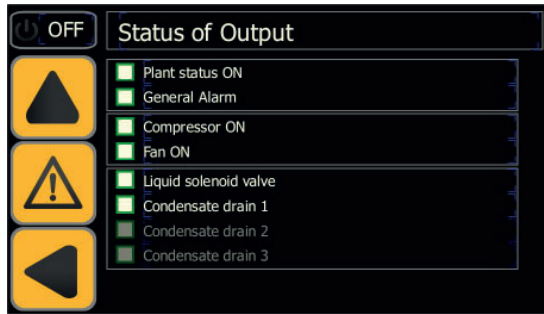 OFF
Status of Output
Plant status ON
General Alarm
Compressor ON
Fan ON
Liquid solenoid valve
Condensate drain 1
Condensate drain 2
Condensate drain 3